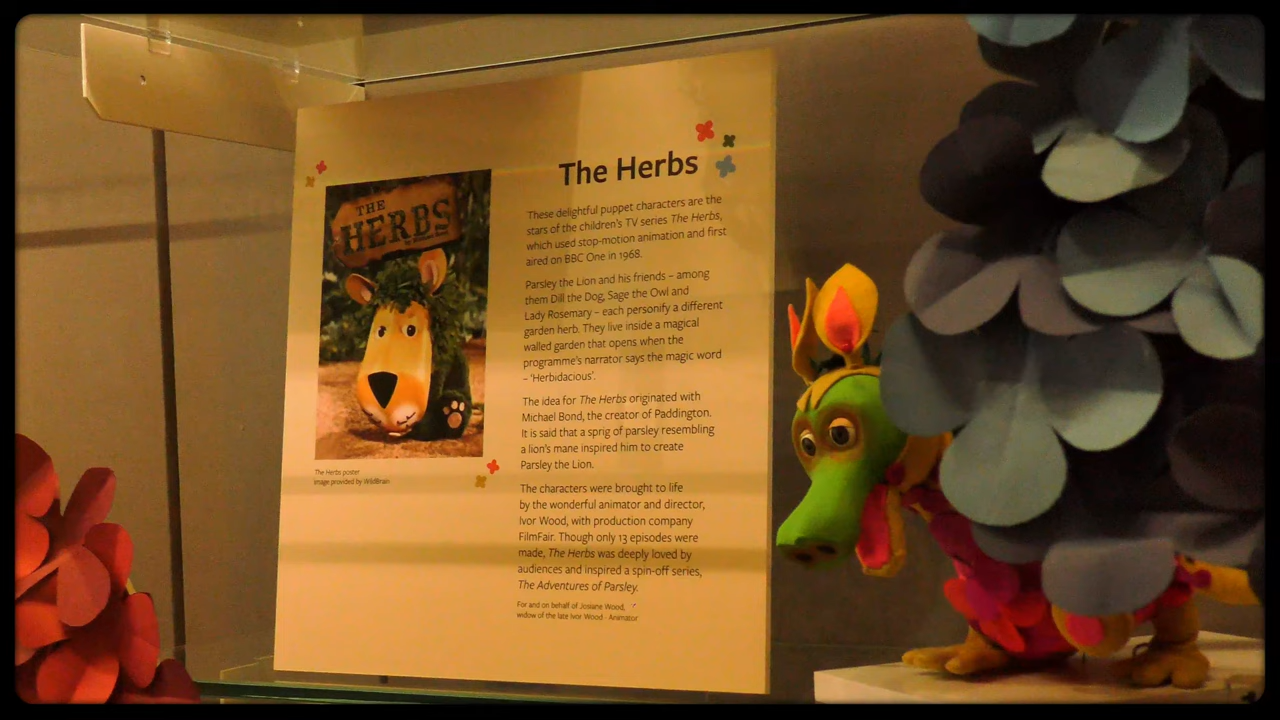 The Herbs
THE
HERBS
These delightful puppet characters are the
stars of the children's TV series The Herbs,
which used stop-motion animation and first
aired on BBC One in 1968.
Parsley the Lion and his friends – among
them Dill the Dog, Sage the Owl and
Lady Rosemary – each personify a different
garden herb. They live inside a magical
walled garden that opens when the
programme's narrator says the magic word
– 'Herbidacious'.
The idea for The Herbs originated with
Michael Bond, the creator of Paddington.
It is said that a sprig of parsley resembling
a lion's mane inspired him to create
Parsley the Lion.
The Herbs poster
image provided by WildBrain
The characters were brought to life
by the wonderful animator and director,
Ivor Wood, with production company
FilmFair. Though only 13 episodes were
made, The Herbs was deeply loved by
audiences and inspired a spin-off series,
The Adventures of Parsley.
For and on behalf of Josiane Wood,
widow of the late Ivor Wood - Animator